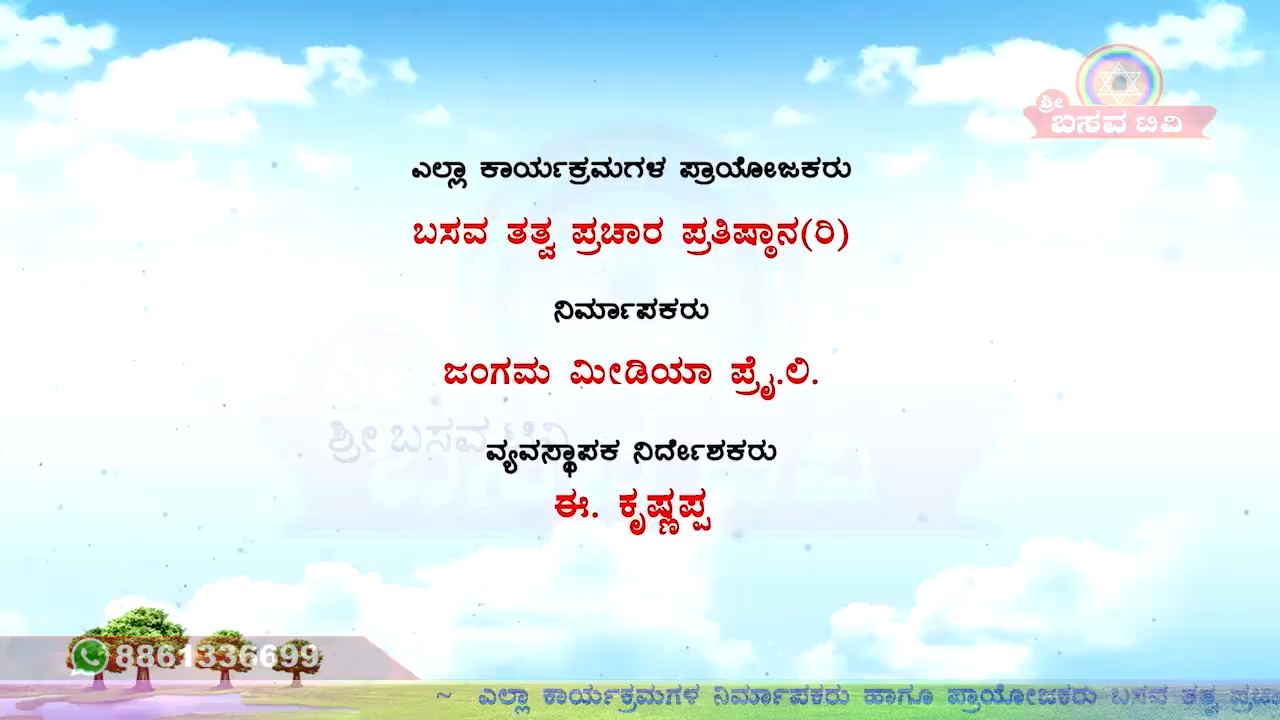 ಶ್ರೀ
ಬಸವ ಟಿವಿ
ಎಲ್ಲಾ ಕಾರ್ಯಕ್ರಮಗಳ ಪ್ರಾಯೋಜಕರು
ಬಸವ ತತ್ವ ಪ್ರಚಾರ ಪ್ರತಿಷ್ಠಾನ(ರಿ)
ನಿರ್ಮಾಪಕರು
ಜಂಗಮ ಮೀಡಿಯಾ ಪ್ರೈ.ಲಿ.
ಶ್ರೀ ಬಸವ ಟಿವಿ
ವ್ಯವಸ್ಥಾಪಕ ನಿರ್ದೇಶಕರು
ಈ. ಕೃಷ್ಣಪ್ಪ
8861336699
~ ಎಲ್ಲಾ ಕಾರ್ಯಕ್ರಮಗಳ ನಿರ್ಮಾಪಕರು ಹಾಗೂ ಪ್ರಾಯೋಜಕರು ಬಸವ ತತ್ವ